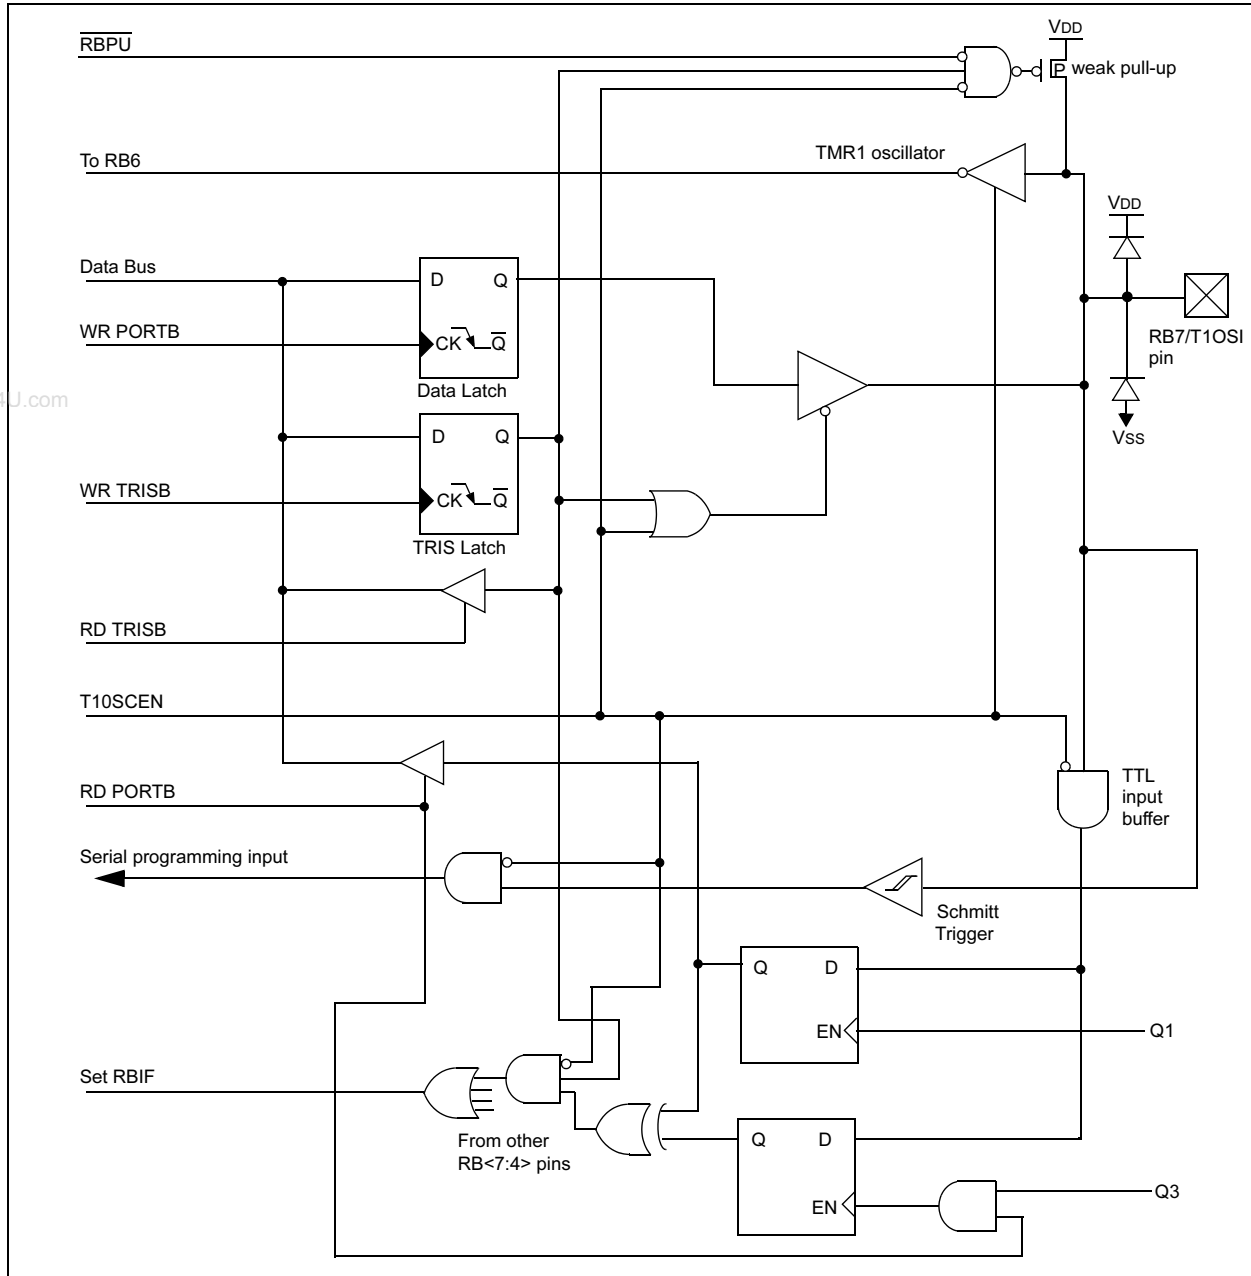 VDD
RBPU
P weak pull-up
To RB6
TMR1 oscillator
VDD
Data Bus
D Q
WR PORTB
CK Q
RB7/T1OSI
pin
Data Latch
4U.com
VSS
D Q
WR TRISB
CK Q
TRIS Latch
RD TRISB
T10SCEN
TTL
input
buffer
RD PORTB
Serial programming input
Schmitt
Trigger
Q D
EN
Q1
Set RBIF
From other
RB<7:4> pins
Q D
EN
Q3